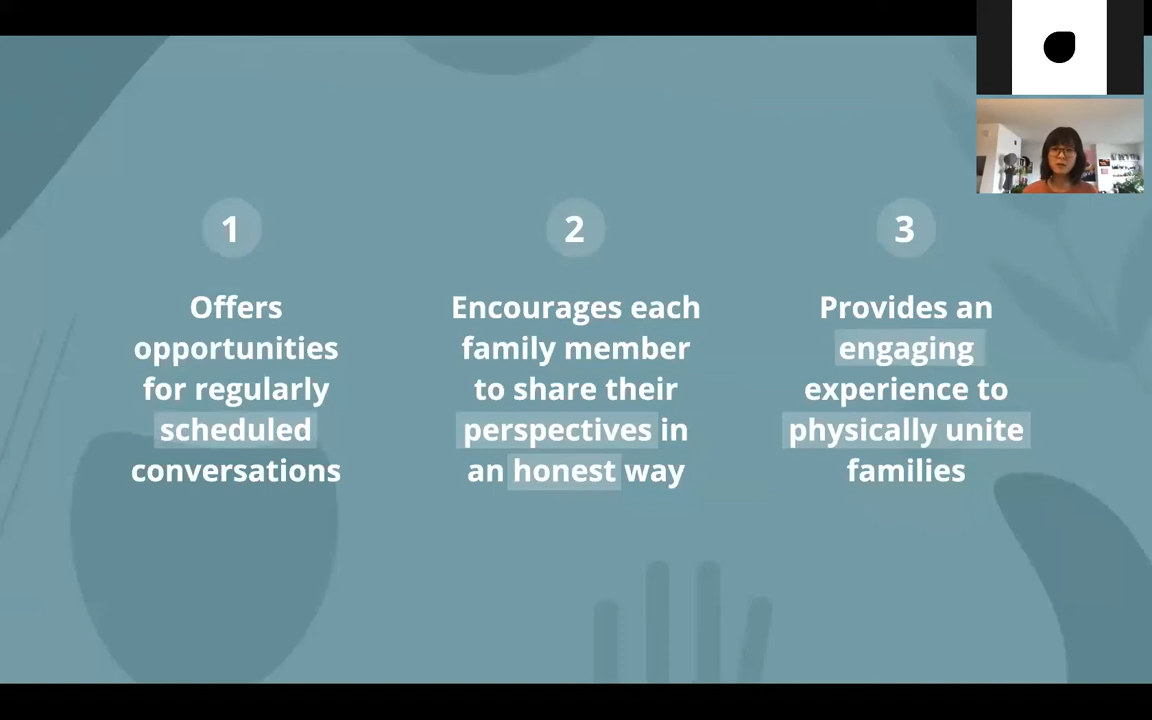 1
Offers
opportunities
for regularly
scheduled
conversations
2
Encourages each
family member
to share their
perspectives in
an honest way
3
Provides an
engaging
experience to
physically unite
families